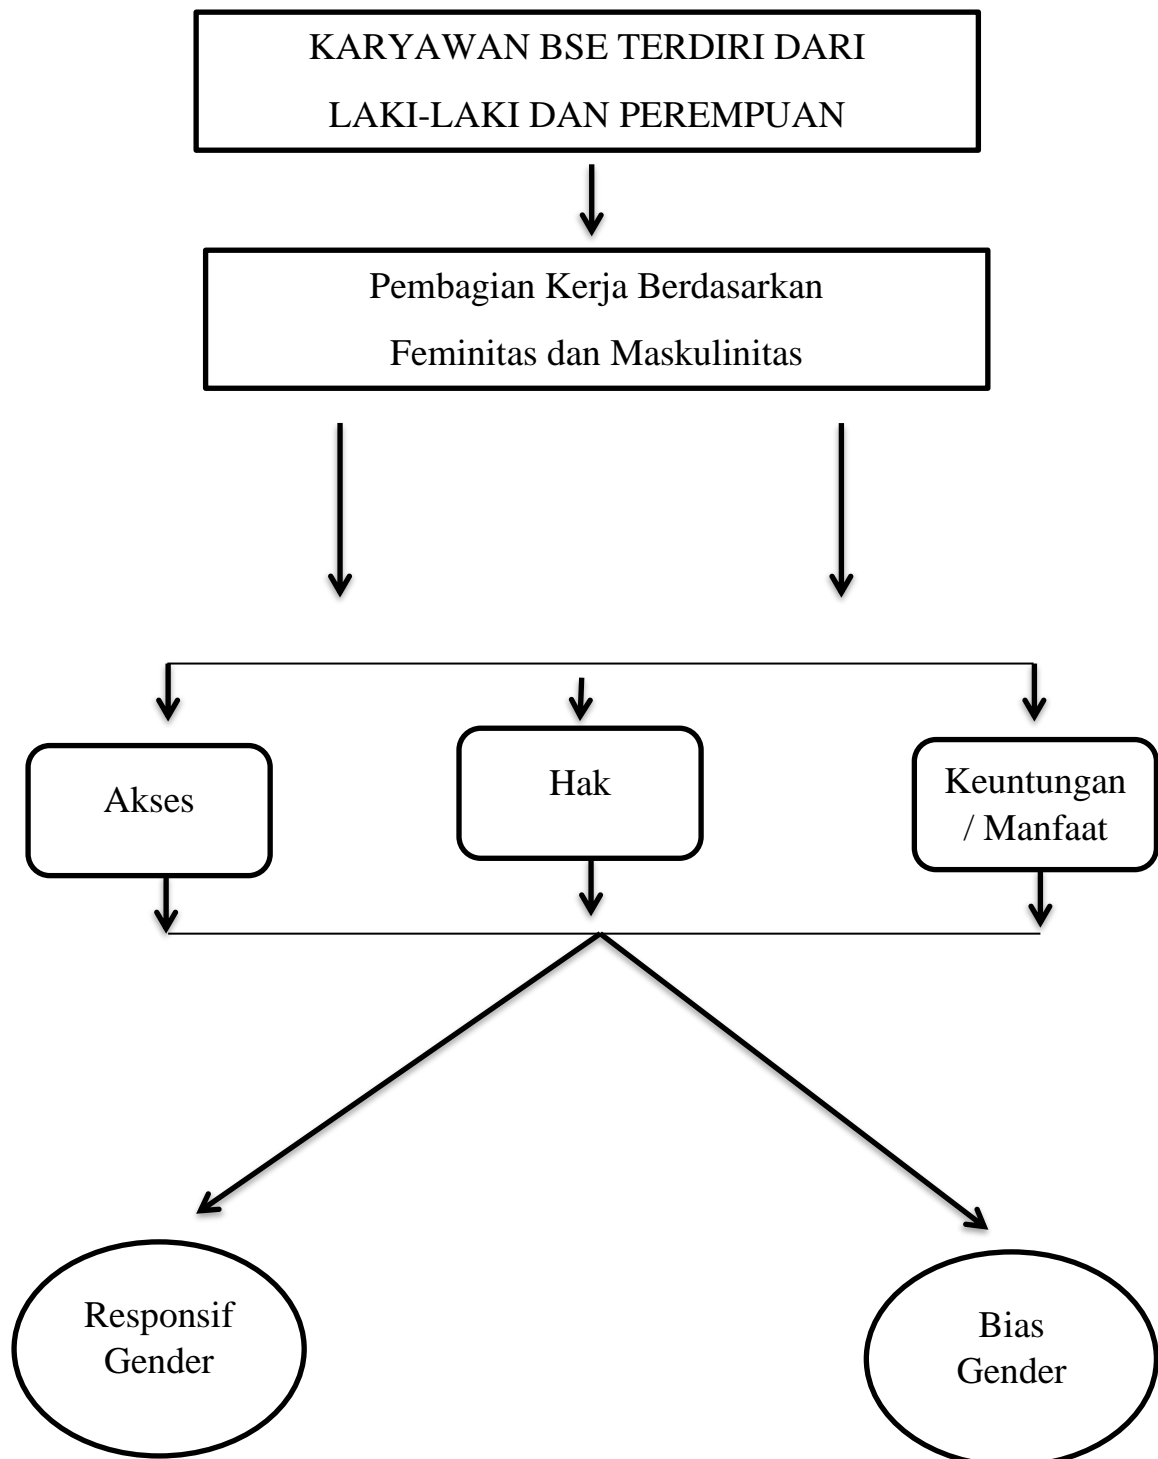 KARYAWAN BSE TERDIRI DARI
LAKI-LAKI DAN PEREMPUAN
Pembagian Kerja Berdasarkan
Feminitas dan Maskulinitas
Akses
Hak
Keuntungan
/ Manfaat
Responsif
Gender
Bias
Gender